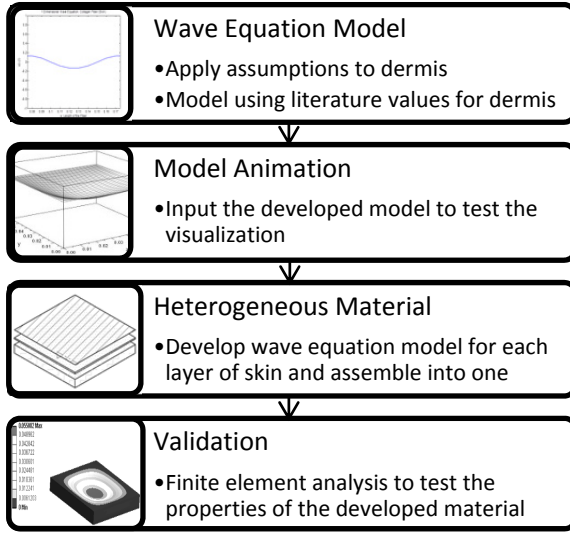 Wave Equation Model
•Apply assumptions to dermis
•Model using literature values for dermis
Model Animation
•Input the developed model to test the
visualization
y
Heterogeneous Material
•Develop wave equation model for each
layer of skin and assemble into one
Validation
•Finite element analysis to test the
properties of the developed material
0 Min